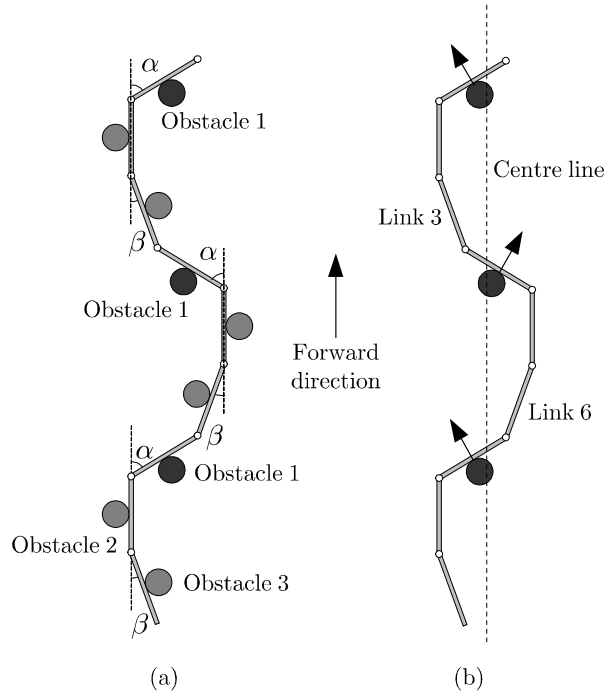 α
Obstacle 1
β
α
Obstacle 1
β
α
Obstacle 1
Obstacle 2
Obstacle 3
β
(a)
Forward
direction
Centre line
Link 3
Link 6
(b)